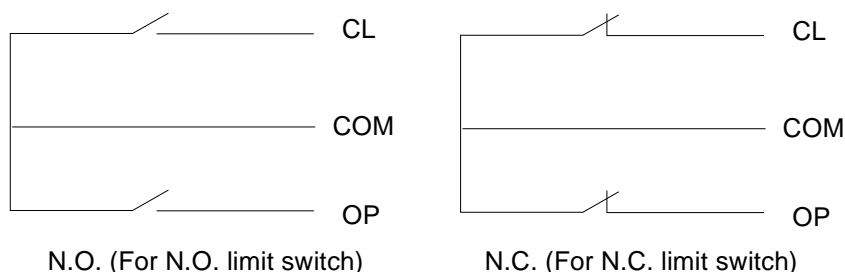 CL
COM
OP
N.O. (For N.O. limit switch)
CL
COM
OP
N.C. (For N.C. limit switch)